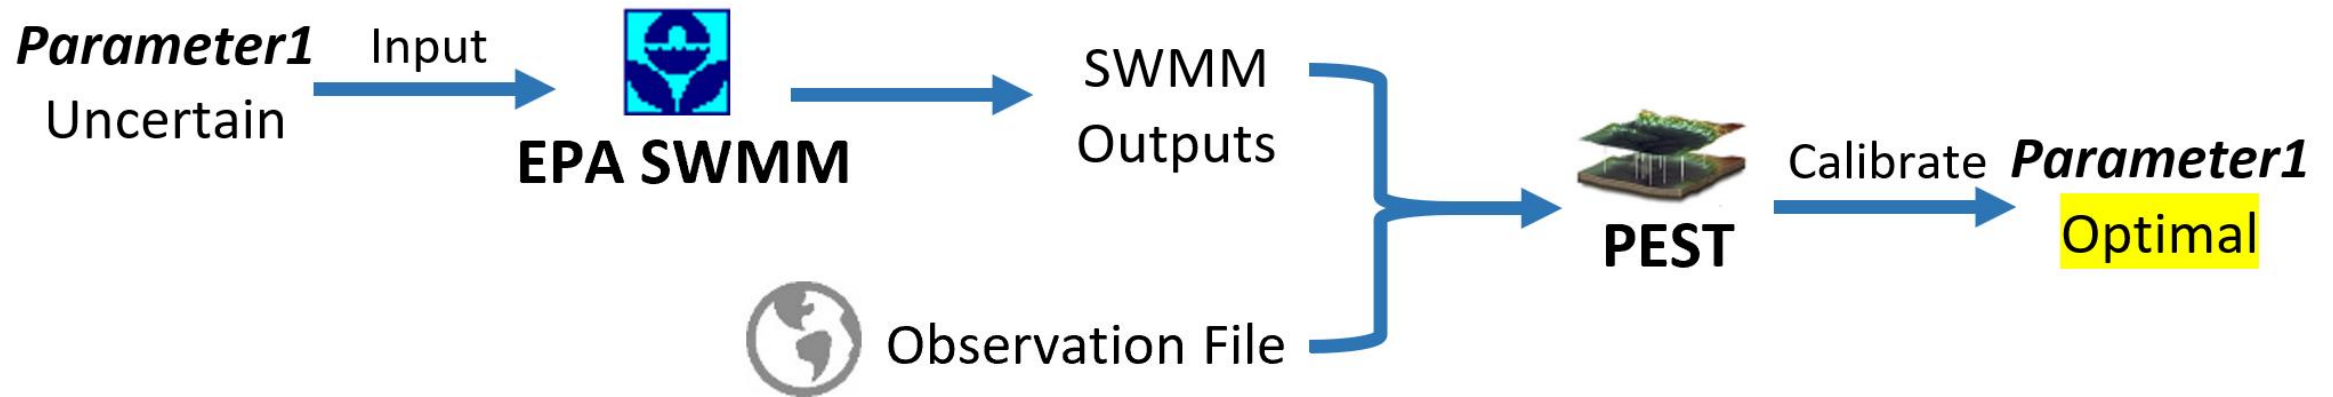 Parameter1
Uncertain
Input
EPA SWMM
SWMM
Outputs
Observation File
PEST
Calibrate
Parameter1
Optimal